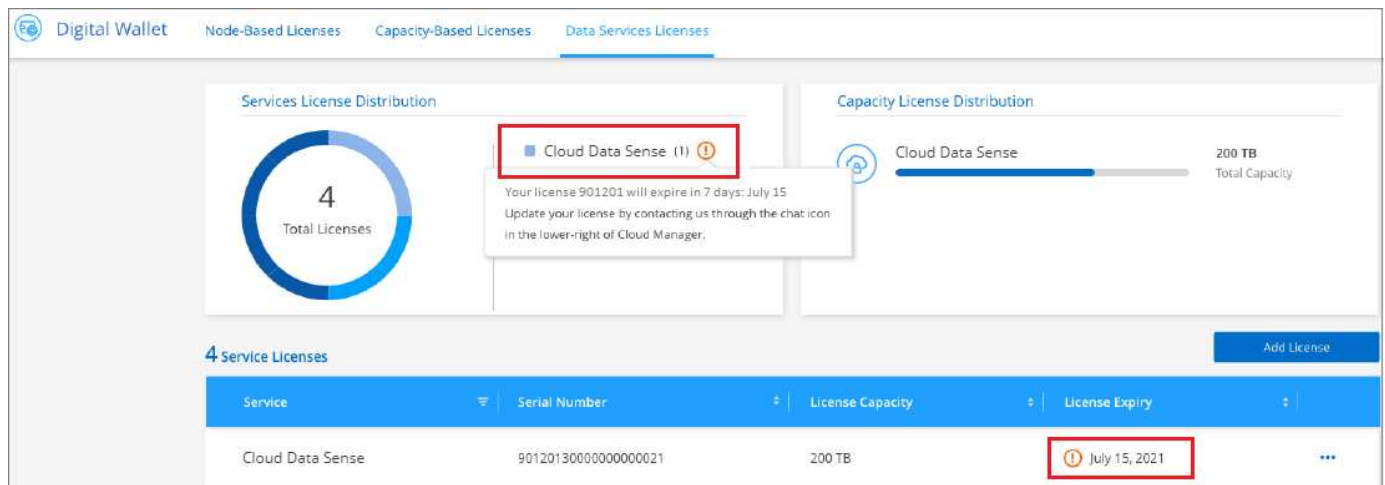 Digital Wallet
Node-Based Licenses
Capacity-Based Licenses
Data Services Licenses
Services License Distribution
4
Total Licenses
Cloud Data Sense (1)
Your license 901201 will expire in 7 days: July 15
Update your license by contacting us through the chat icon
in the lower-right of Cloud Manager.
Capacity License Distribution
Cloud Data Sense
200 TB
Total Capacity
4 Service Licenses
Add License
Service
Serial Number
License Capacity
License Expiry
Cloud Data Sense
90120130000000000021
200 TB
July 15, 2021